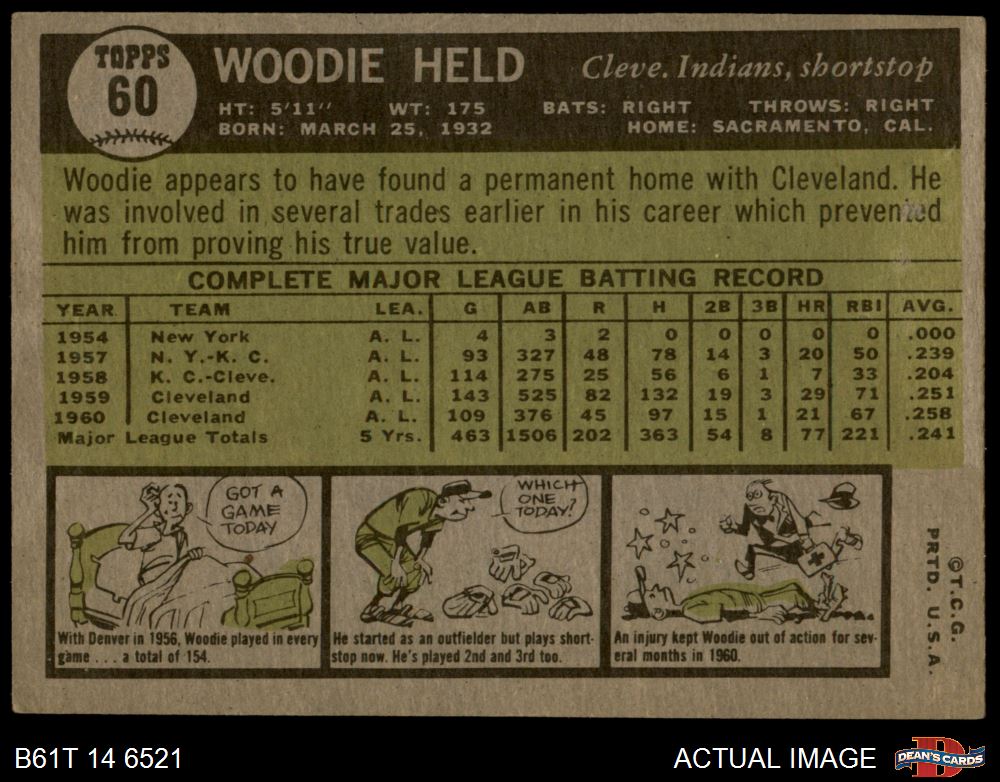 TOPPS
60
WOODIE HELD
Cleve. Indians, shortstop
HT: 5'11" WT: 175 BATS: RIGHT THROWS: RIGHT
BORN: MARCH 25, 1932 HOME: SACRAMENTO, CAL.
Woodie appears to have found a permanent home with Cleveland. He
was involved in several trades earlier in his career which prevented
him from proving his true value.
COMPLETE MAJOR LEAGUE BATTING RECORD
YEAR TEAM LEA. G AB R H 2B 3B HR RBI AVG.
1954 New York A. L. 4 3 2 0 0 0 0 0 .000
1957 N. Y.-K. C. A. L. 93 327 48 78 14 3 20 50 .239
1958 K. C.-Cleve. A. L. 114 275 25 56 6 1 7 33 .204
1959 Cleveland A. L. 143 525 82 132 19 3 29 71 .251
1960 Cleveland A. L. 109 376 45 97 15 1 21 67 .258
Major League Totals 5 Yrs. 463 1506 202 363 54 8 77 221 .241
GOT A
GAME
TODAY
With Denver in 1956, Woodie played in every
game . . . a total of 154.
WHICH
ONE
TODAY?
He started as an outfielder but plays short-
stop now. He's played 2nd and 3rd too.
An injury kept Woodie out of action for sev-
eral months in 1960.
©T.C.G.
PRTD. U.S.A.
B61T 14 6521
ACTUAL IMAGE
D
DEAN'S CARDS